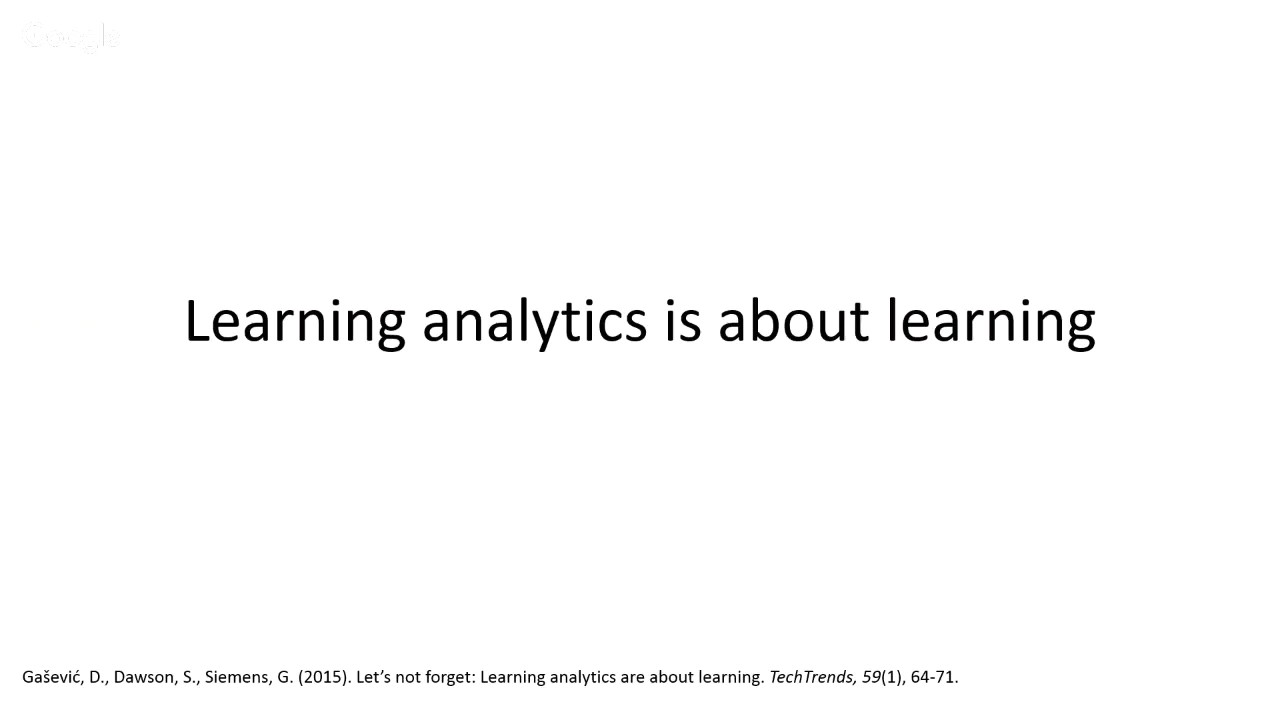 Google
Learning analytics is about learning
Gašević, D., Dawson, S., Siemens, G. (2015). Let’s not forget: Learning analytics are about learning. TechTrends, 59(1), 64-71.